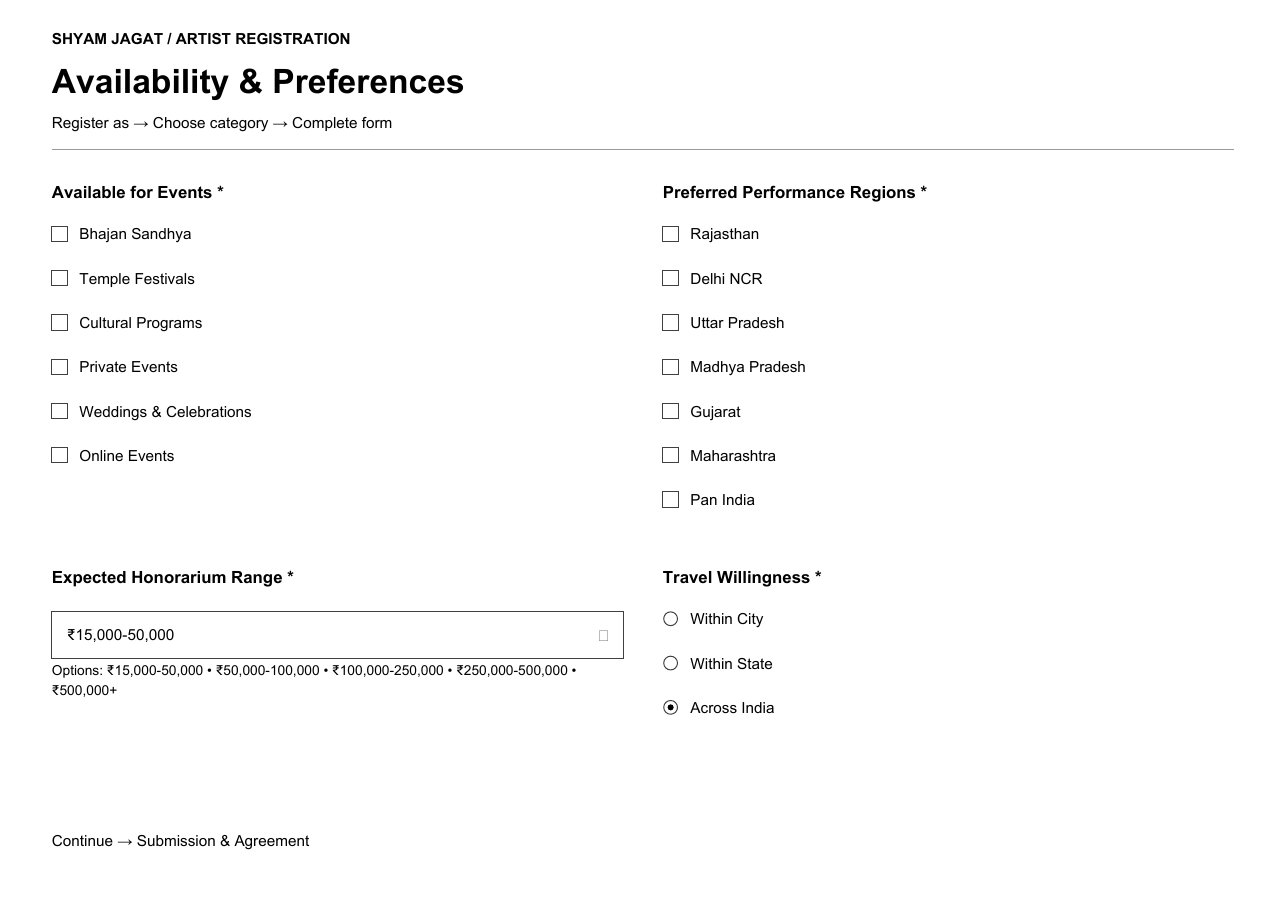 SHYAM JAGAT / ARTIST REGISTRATION
Availability & Preferences
Register as → Choose category → Complete form
Available for Events *
Bhajan Sandhya
Temple Festivals
Cultural Programs
Private Events
Weddings & Celebrations
Online Events
Preferred Performance Regions *
Rajasthan
Delhi NCR
Uttar Pradesh
Madhya Pradesh
Gujarat
Maharashtra
Pan India
Expected Honorarium Range *
₹15,000-50,000
Options: ₹15,000-50,000 • ₹50,000-100,000 • ₹100,000-250,000 • ₹250,000-500,000 •
₹500,000+
Travel Willingness *
Within City
Within State
Across India
Continue → Submission & Agreement